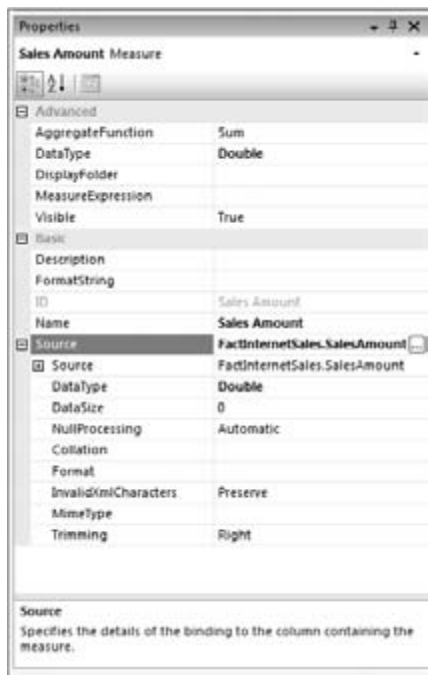 Properties
Sales Amount Measure
Advanced
AggregateFunction Sum
DataType Double
DisplayFolder
MeasureExpression
Visible True
Basic
Description
FormatString
ID Sales Amount
Name Sales Amount
Source FactInternetSales.SalesAmount ...
Source FactInternetSales.SalesAmount
DataType Double
DataSize 0
NullProcessing Automatic
Collation
Format
InvalidXmlCharacters Preserve
MimeType
Trimming Right
Source
Specifies the details of the binding to the column containing the
measure.